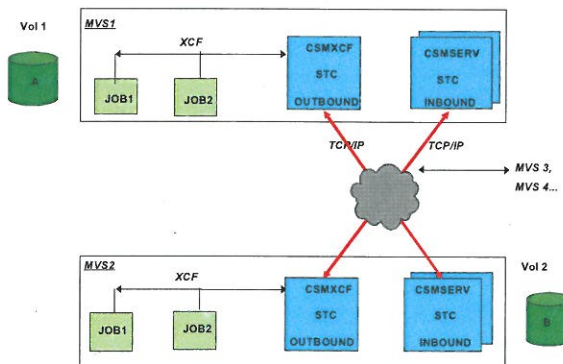 Vol 1
MVS1
XCF
A
JOB1
JOB2
CSMXCF
STC
OUTBOUND
CSMSERV
STC
INBOUND
TCP/IP
TCP/IP
MVS 3,
MVS 4...
MVS2
XCF
JOB1
JOB2
CSMXCF
STC
OUTBOUND
CSMSERV
STC
INBOUND
Vol 2
B